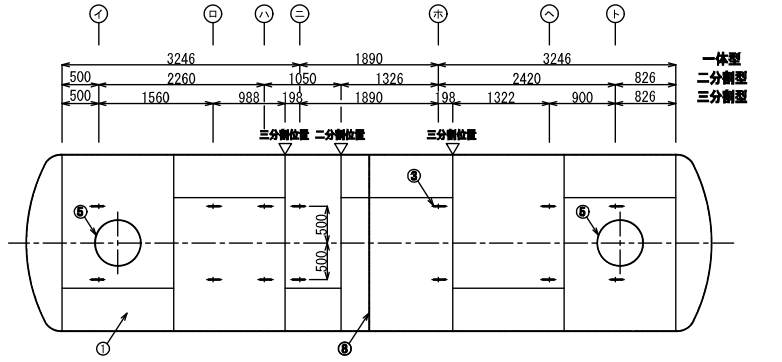 イ ロ ハ ニ ホ ヘ ト
3246 1890 3246 一体型
500 2260 1050 1326 2420 826 二分割型
500 1560 988 198 1890 198 1322 900 826 三分割型
三分割位置 二分割位置 三分割位置
③
⑤ ⑤
500
500
① ⑧